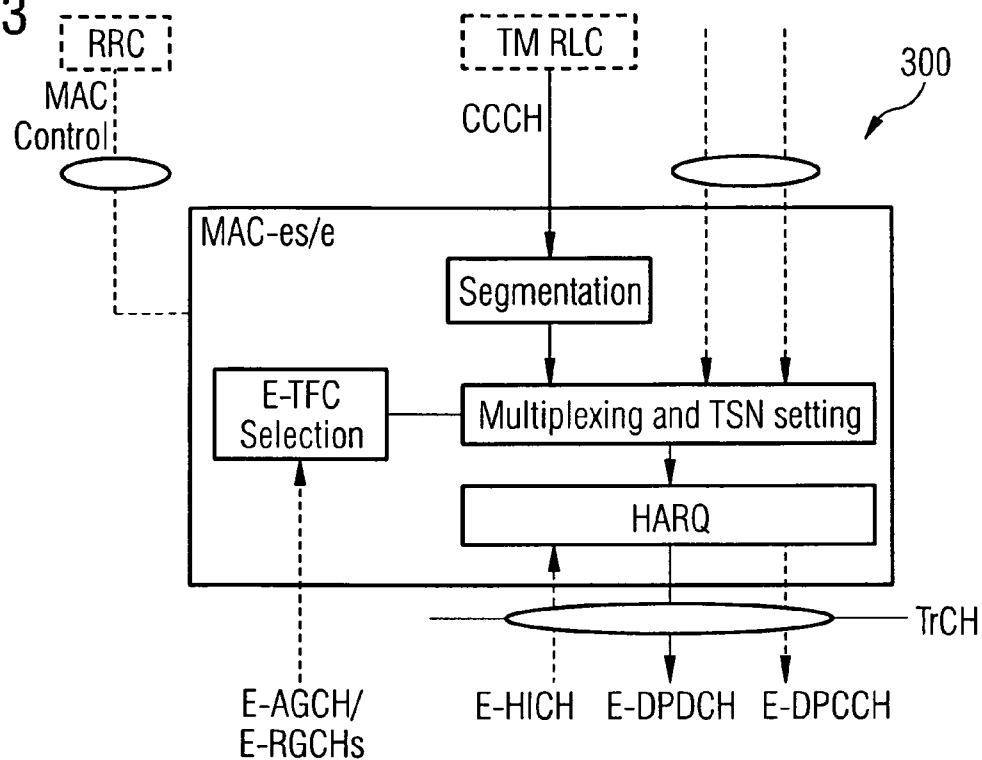 3
RRC
TM RLC
300
MAC
Control
CCCH
MAC-es/e
Segmentation
E-TFC
Selection
Multiplexing and TSN setting
HARQ
TrCH
E-AGCH/
E-RGCHs
E-HICH
E-DPDCH
E-DPCCH